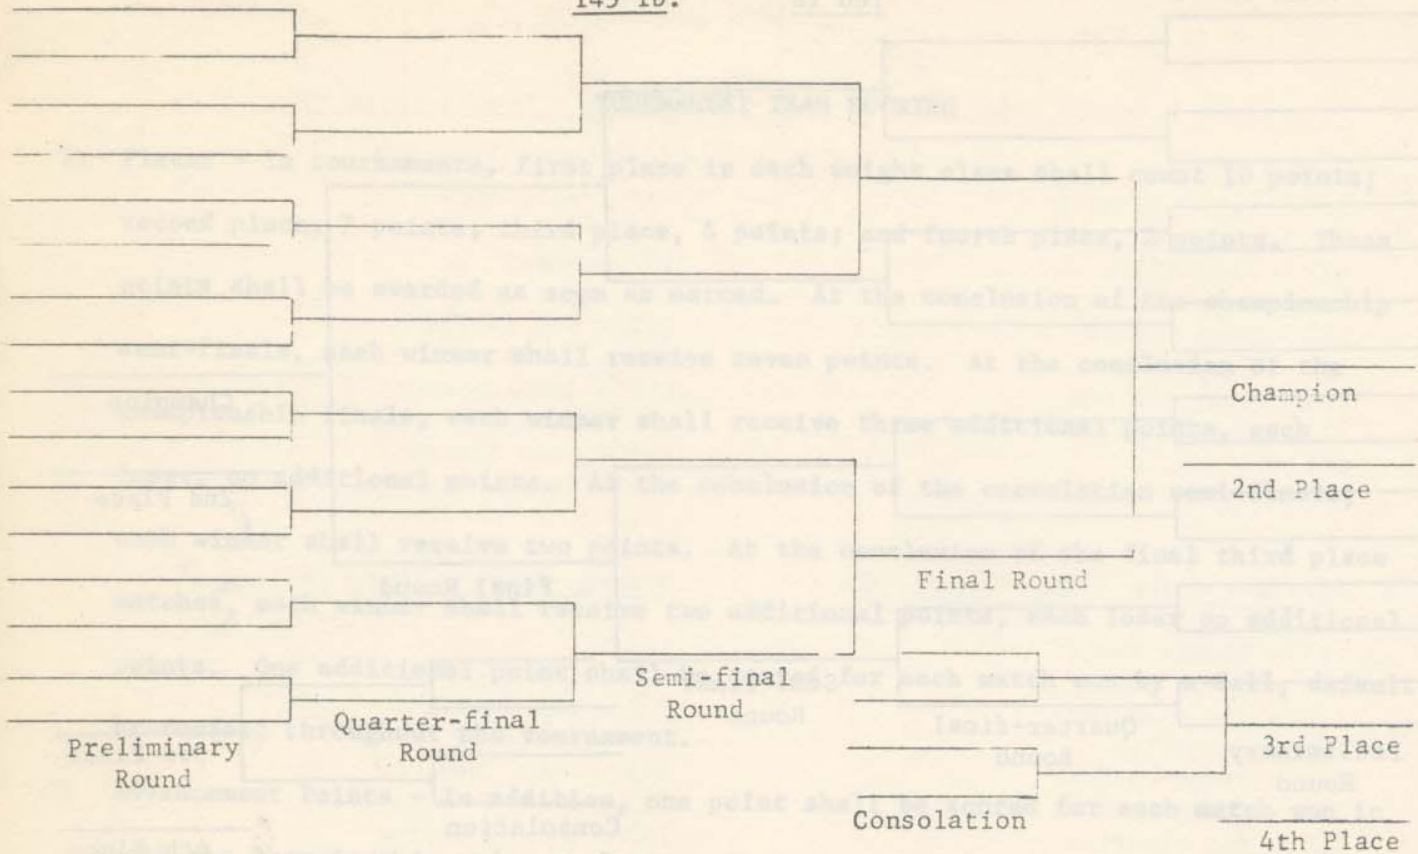 145 lb.
Champion
2nd Place
Final Round
Semi-final
Round
Quarter-final
Round
Preliminary
Round
3rd Place
Consolation
4th Place
Places - In tournaments, first place in each weight class shall count 10 points;
second place, 7 points; third place, 4 points; and fourth place, 2 points. These
points shall be awarded as soon as earned. At the conclusion of the championship
semi-finals, each winner shall receive seven points. At the conclusion of the
championship finals, each winner shall receive three additional points, each
loser, no additional points. At the conclusion of the consolation semi-finals,
each winner shall receive two points. At the conclusion of the final third place
matches, each winner shall receive two additional points, each loser no additional
points. One additional point shall be for each match won by a fall, default
throughout the tournament.
Advancement Points - In addition, one point shall be scored for each match won in